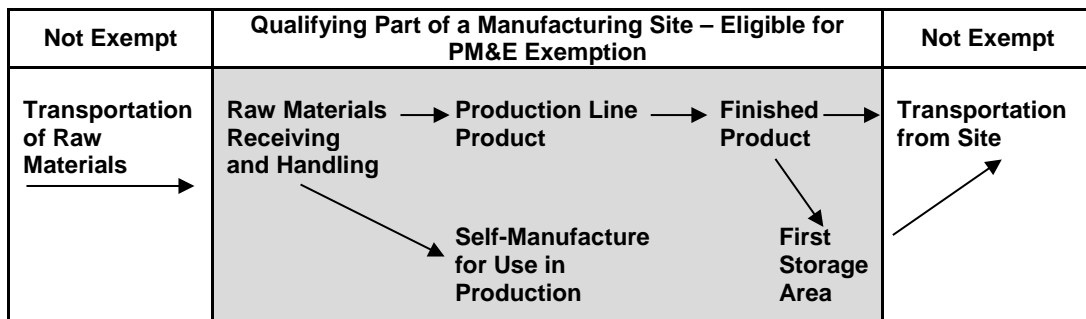 Not Exempt
Qualifying Part of a Manufacturing Site – Eligible for
PM&E Exemption
Not Exempt
Transportation
of Raw
Materials
Raw Materials
Receiving
and Handling
Production Line
Product
Finished
Product
Transportation
from Site
Self-Manufacture
for Use in
Production
First
Storage
Area